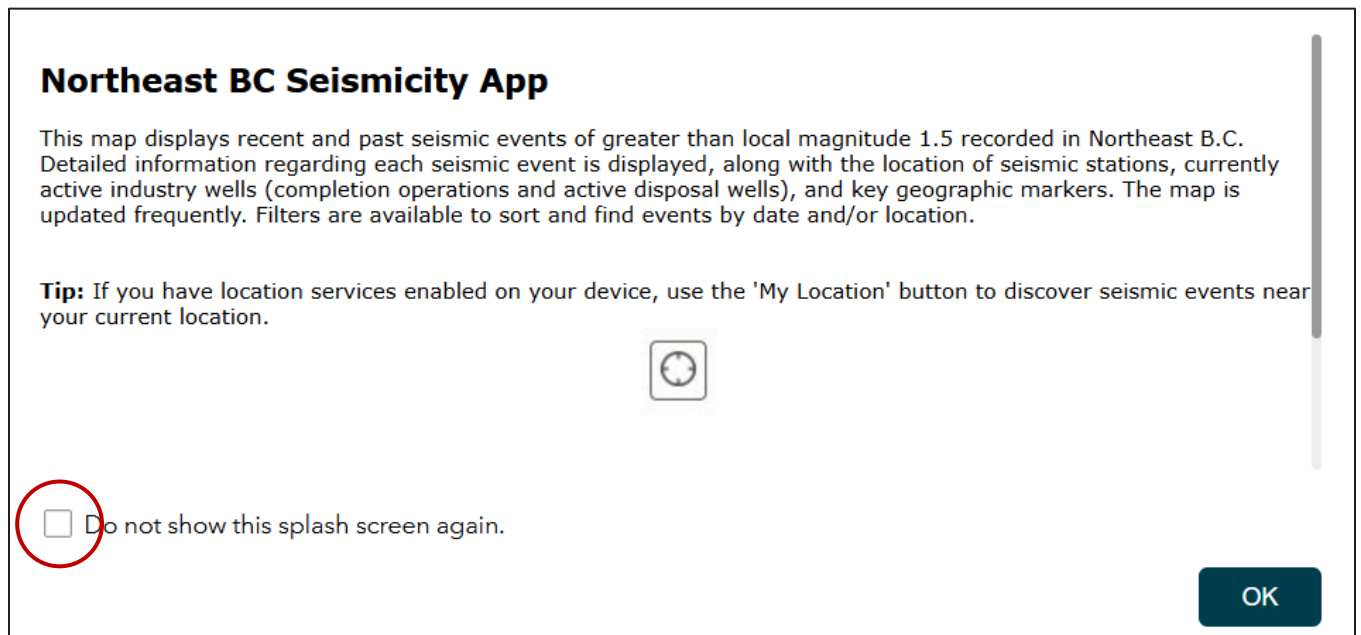 Northeast BC Seismicity App
This map displays recent and past seismic events of greater than local magnitude 1.5 recorded in Northeast B.C.
Detailed information regarding each seismic event is displayed, along with the location of seismic stations, currently
active industry wells (completion operations and active disposal wells), and key geographic markers. The map is
updated frequently. Filters are available to sort and find events by date and/or location.
Tip: If you have location services enabled on your device, use the 'My Location' button to discover seismic events near
your current location.
Do not show this splash screen again.
OK